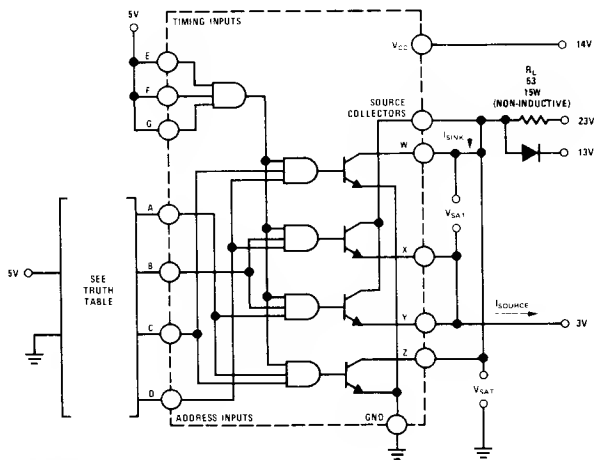 5V
TIMING INPUTS
E
F
G
VCC
14V
RL
53
15W
(NON-INDUCTIVE)
SOURCE
COLLECTORS
23V
ISINK
W
13V
A
B
C
D
5V
SEE
TRUTH
TABLE
VSAT
X
ISOURCE
Y
3V
Z
VSAT
GND
ADDRESS INPUTS